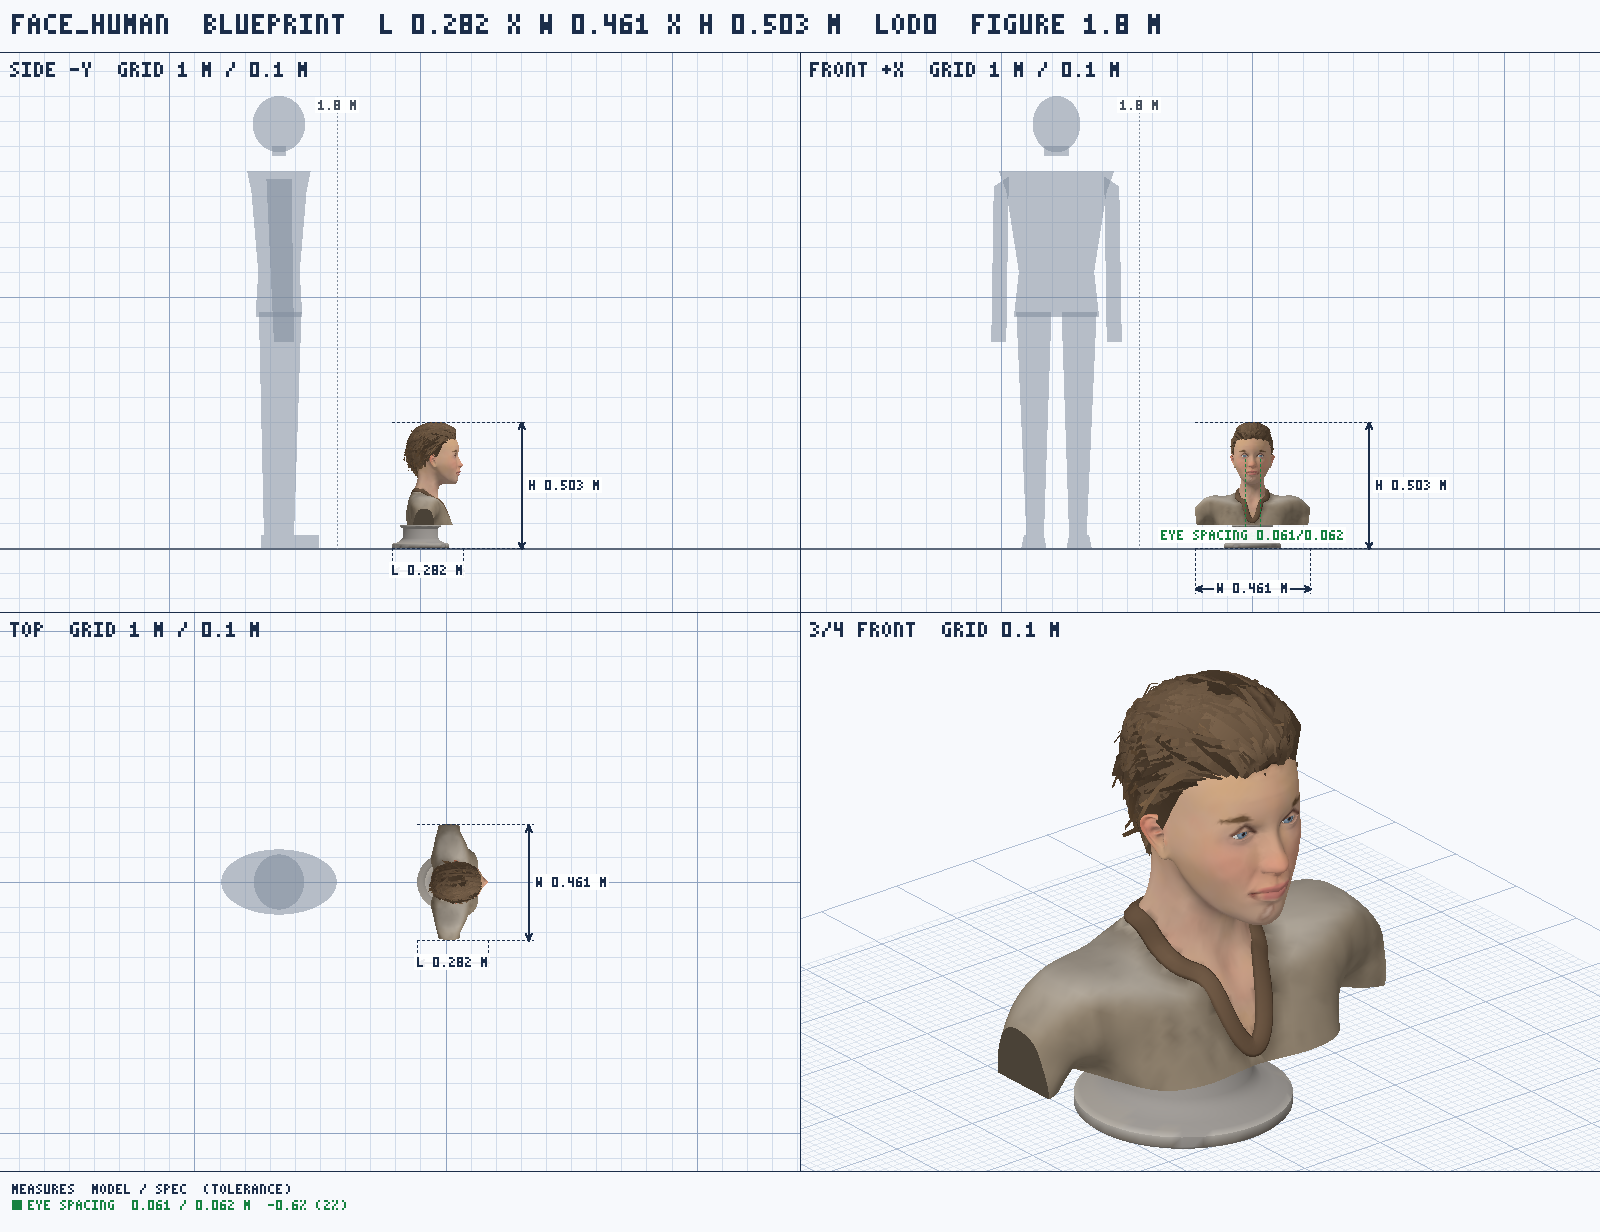 FACE_HUMAN BLUEPRINT L 0.282 X W 0.461 X H 0.503 M LOD0 FIGURE 1.8 M
SIDE -Y GRID 1 M / 0.1 M
1.8 M
H 0.503 M
L 0.282 M
FRONT +X GRID 1 M / 0.1 M
1.8 M
H 0.503 M
EYE SPACING 0.061/0.062
W 0.461 M
TOP GRID 1 M / 0.1 M
W 0.461 M
L 0.282 M
3/4 FRONT GRID 0.1 M
MEASURES MODEL / SPEC (TOLERANCE)
EYE SPACING 0.061 / 0.062 M -0.6% (2%)